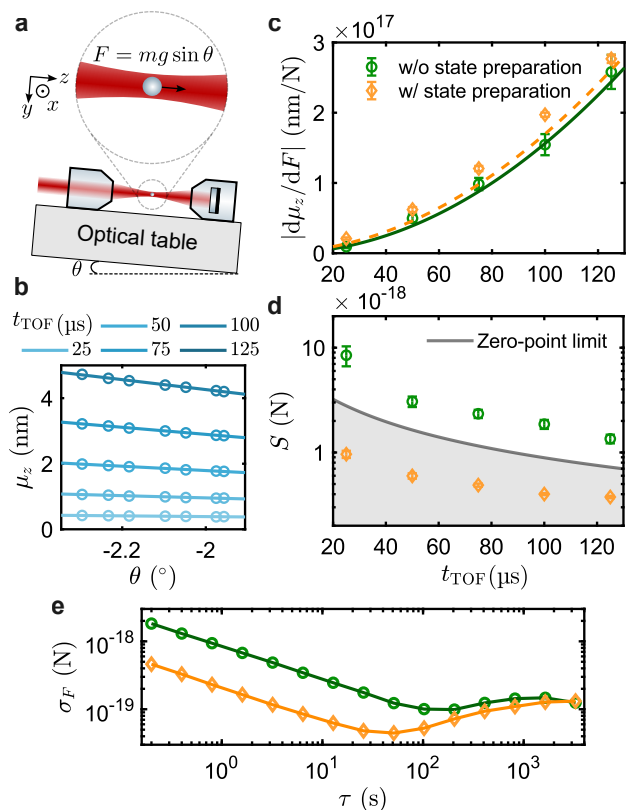 a
F = mg sin θ
z
y
x
Optical table
θ
b
t_TOF(µs)
50
100
25
75
125
4
2
0
μ_z (nm)
-2.2
-2
θ (°)
c
× 10^17
w/o state preparation
w/ state preparation
3
2
1
0
|dμ_z/dF| (nm/N)
20
40
60
80
100
120
d
× 10^-18
Zero-point limit
10
1
S (N)
20
40
60
80
100
120
t_TOF(µs)
e
10^-18
10^-19
σ_F (N)
10^0
10^1
10^2
10^3
τ (s)